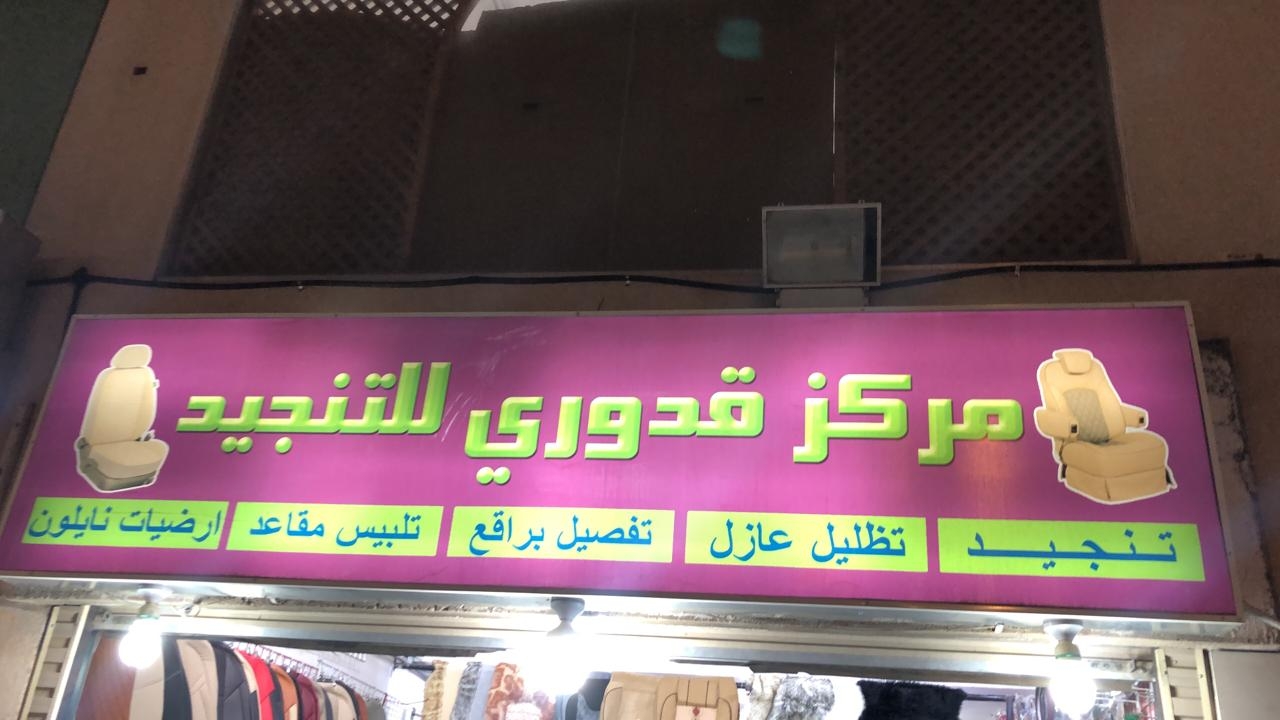 مركز قدوري للتنجيد
تنجيد تظليل عازل تفصيل براقع تلبيس مقاعد ارضيات نايلون